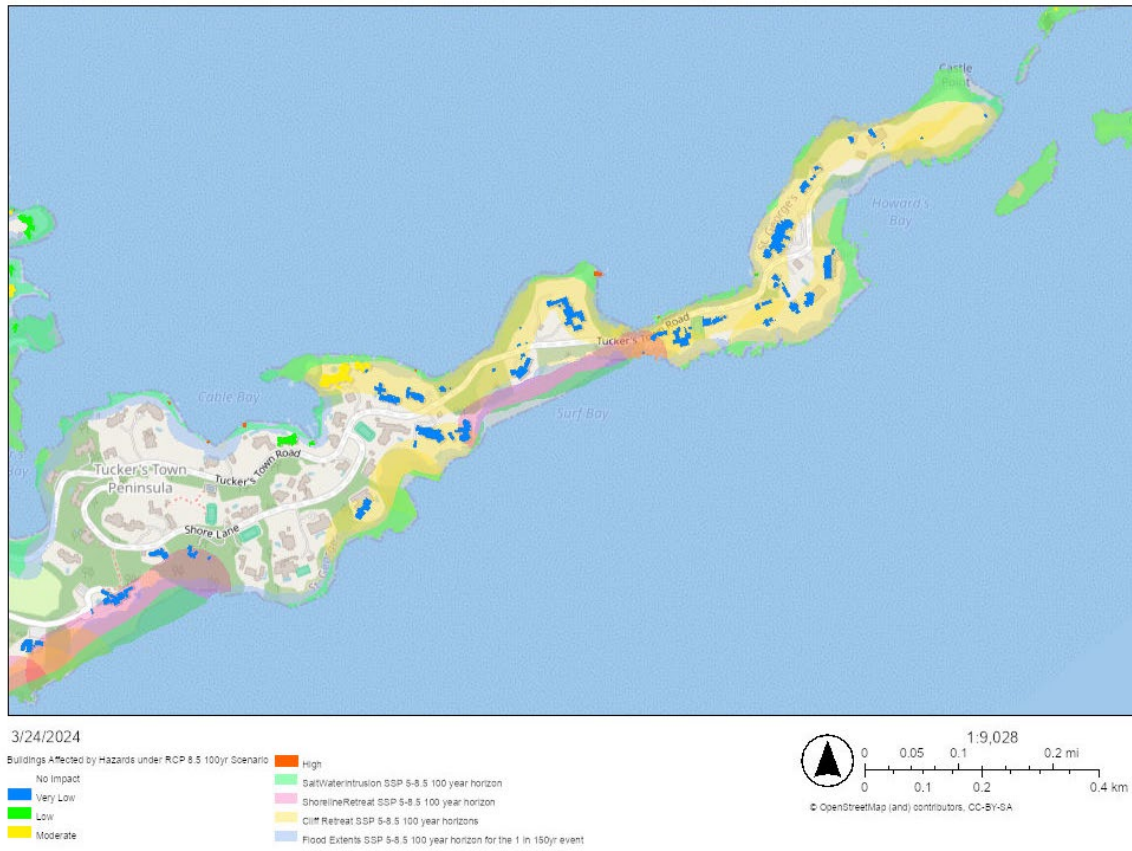 Castle
Point
Howard's
Bay
St. George's
Tucker's Town Road
Cable Bay
Surf Bay
Bay
Tucker's Town
Peninsula
Tucker's Town Road
Shore Lane
St. George
3/24/2024
Buildings Affected by Hazards under RCP 8.5 100yr Scenario
No Impact
Very Low
Low
Moderate
High
SaltWaterIntrusion SSP 5-8.5 100 year horizon
ShorelineRetreat SSP 5-8.5 100 year horizon
Cliff Retreat SSP 5-8.5 100 year horizons
Flood Extents SSP 5-8.5 100 year horizon for the 1 in 150yr event
1:9,028
0 0.05 0.1 0.2 mi
0 0.1 0.2 0.4 km
© OpenStreetMap (and) contributors, CC-BY-SA